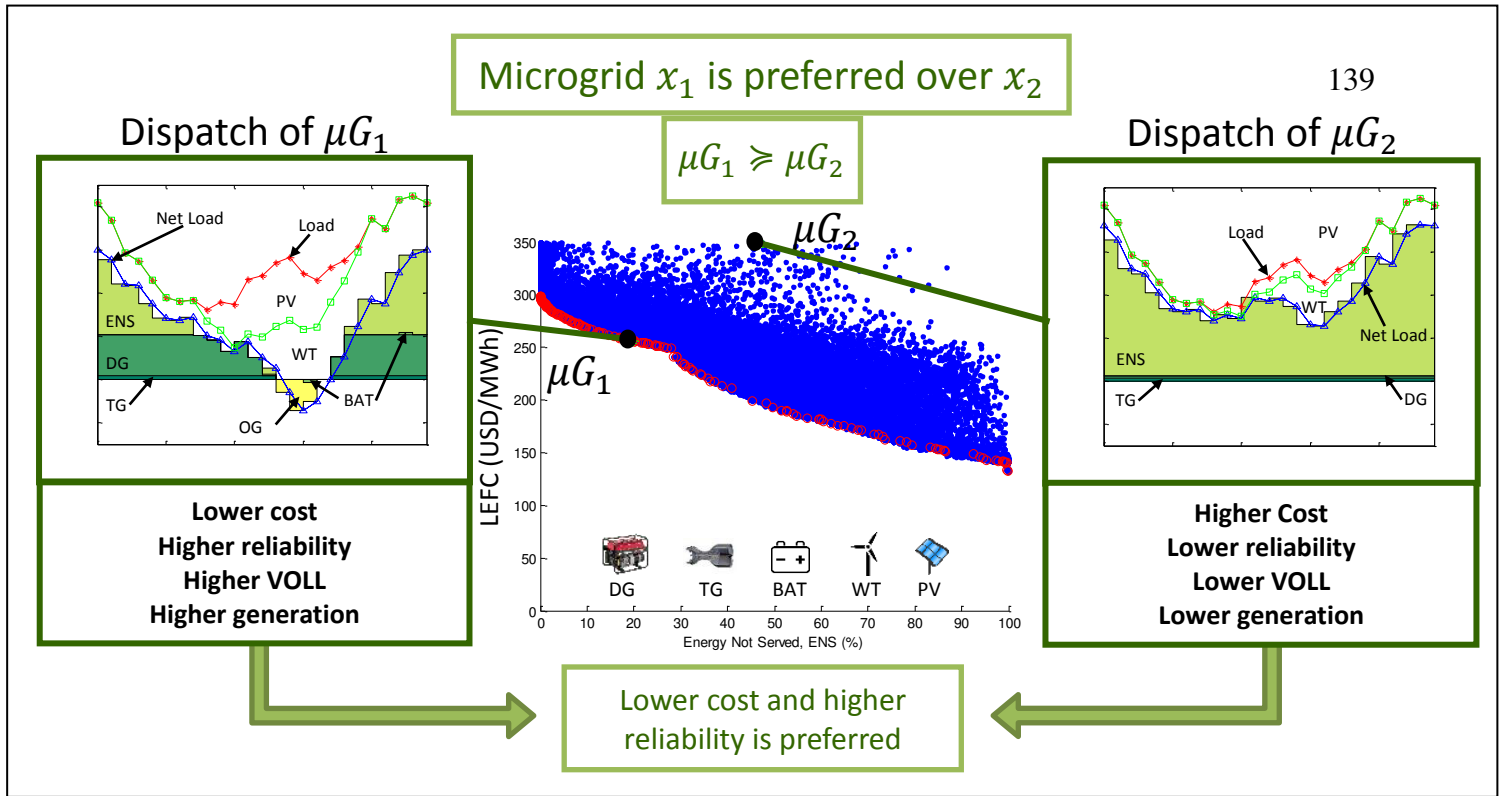 Microgrid x₁ is preferred over x₂
139
μG₁ ≽ μG₂
Dispatch of μG₁
Net Load
Load
PV
ENS
WT
DG
TG
BAT
OG
Lower cost
Higher reliability
Higher VOLL
Higher generation
μG₂
μG₁
LEFC (USD/MWh)
350
300
250
200
150
100
50
0
DG
TG
BAT
WT
PV
0 10 20 30 40 50 60 70 80 90 100
Energy Not Served, ENS (%)
Dispatch of μG₂
Load
PV
WT
Net Load
ENS
TG
DG
Higher Cost
Lower reliability
Lower VOLL
Lower generation
Lower cost and higher
reliability is preferred